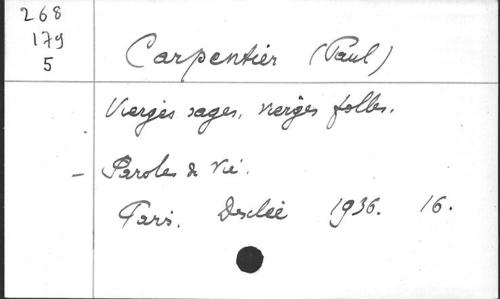 268
179
5
Carpentier (Paul)
Vierges sages, vierges folles.
- Paroles de Vie.
Paris. Desclée 1936. 16.